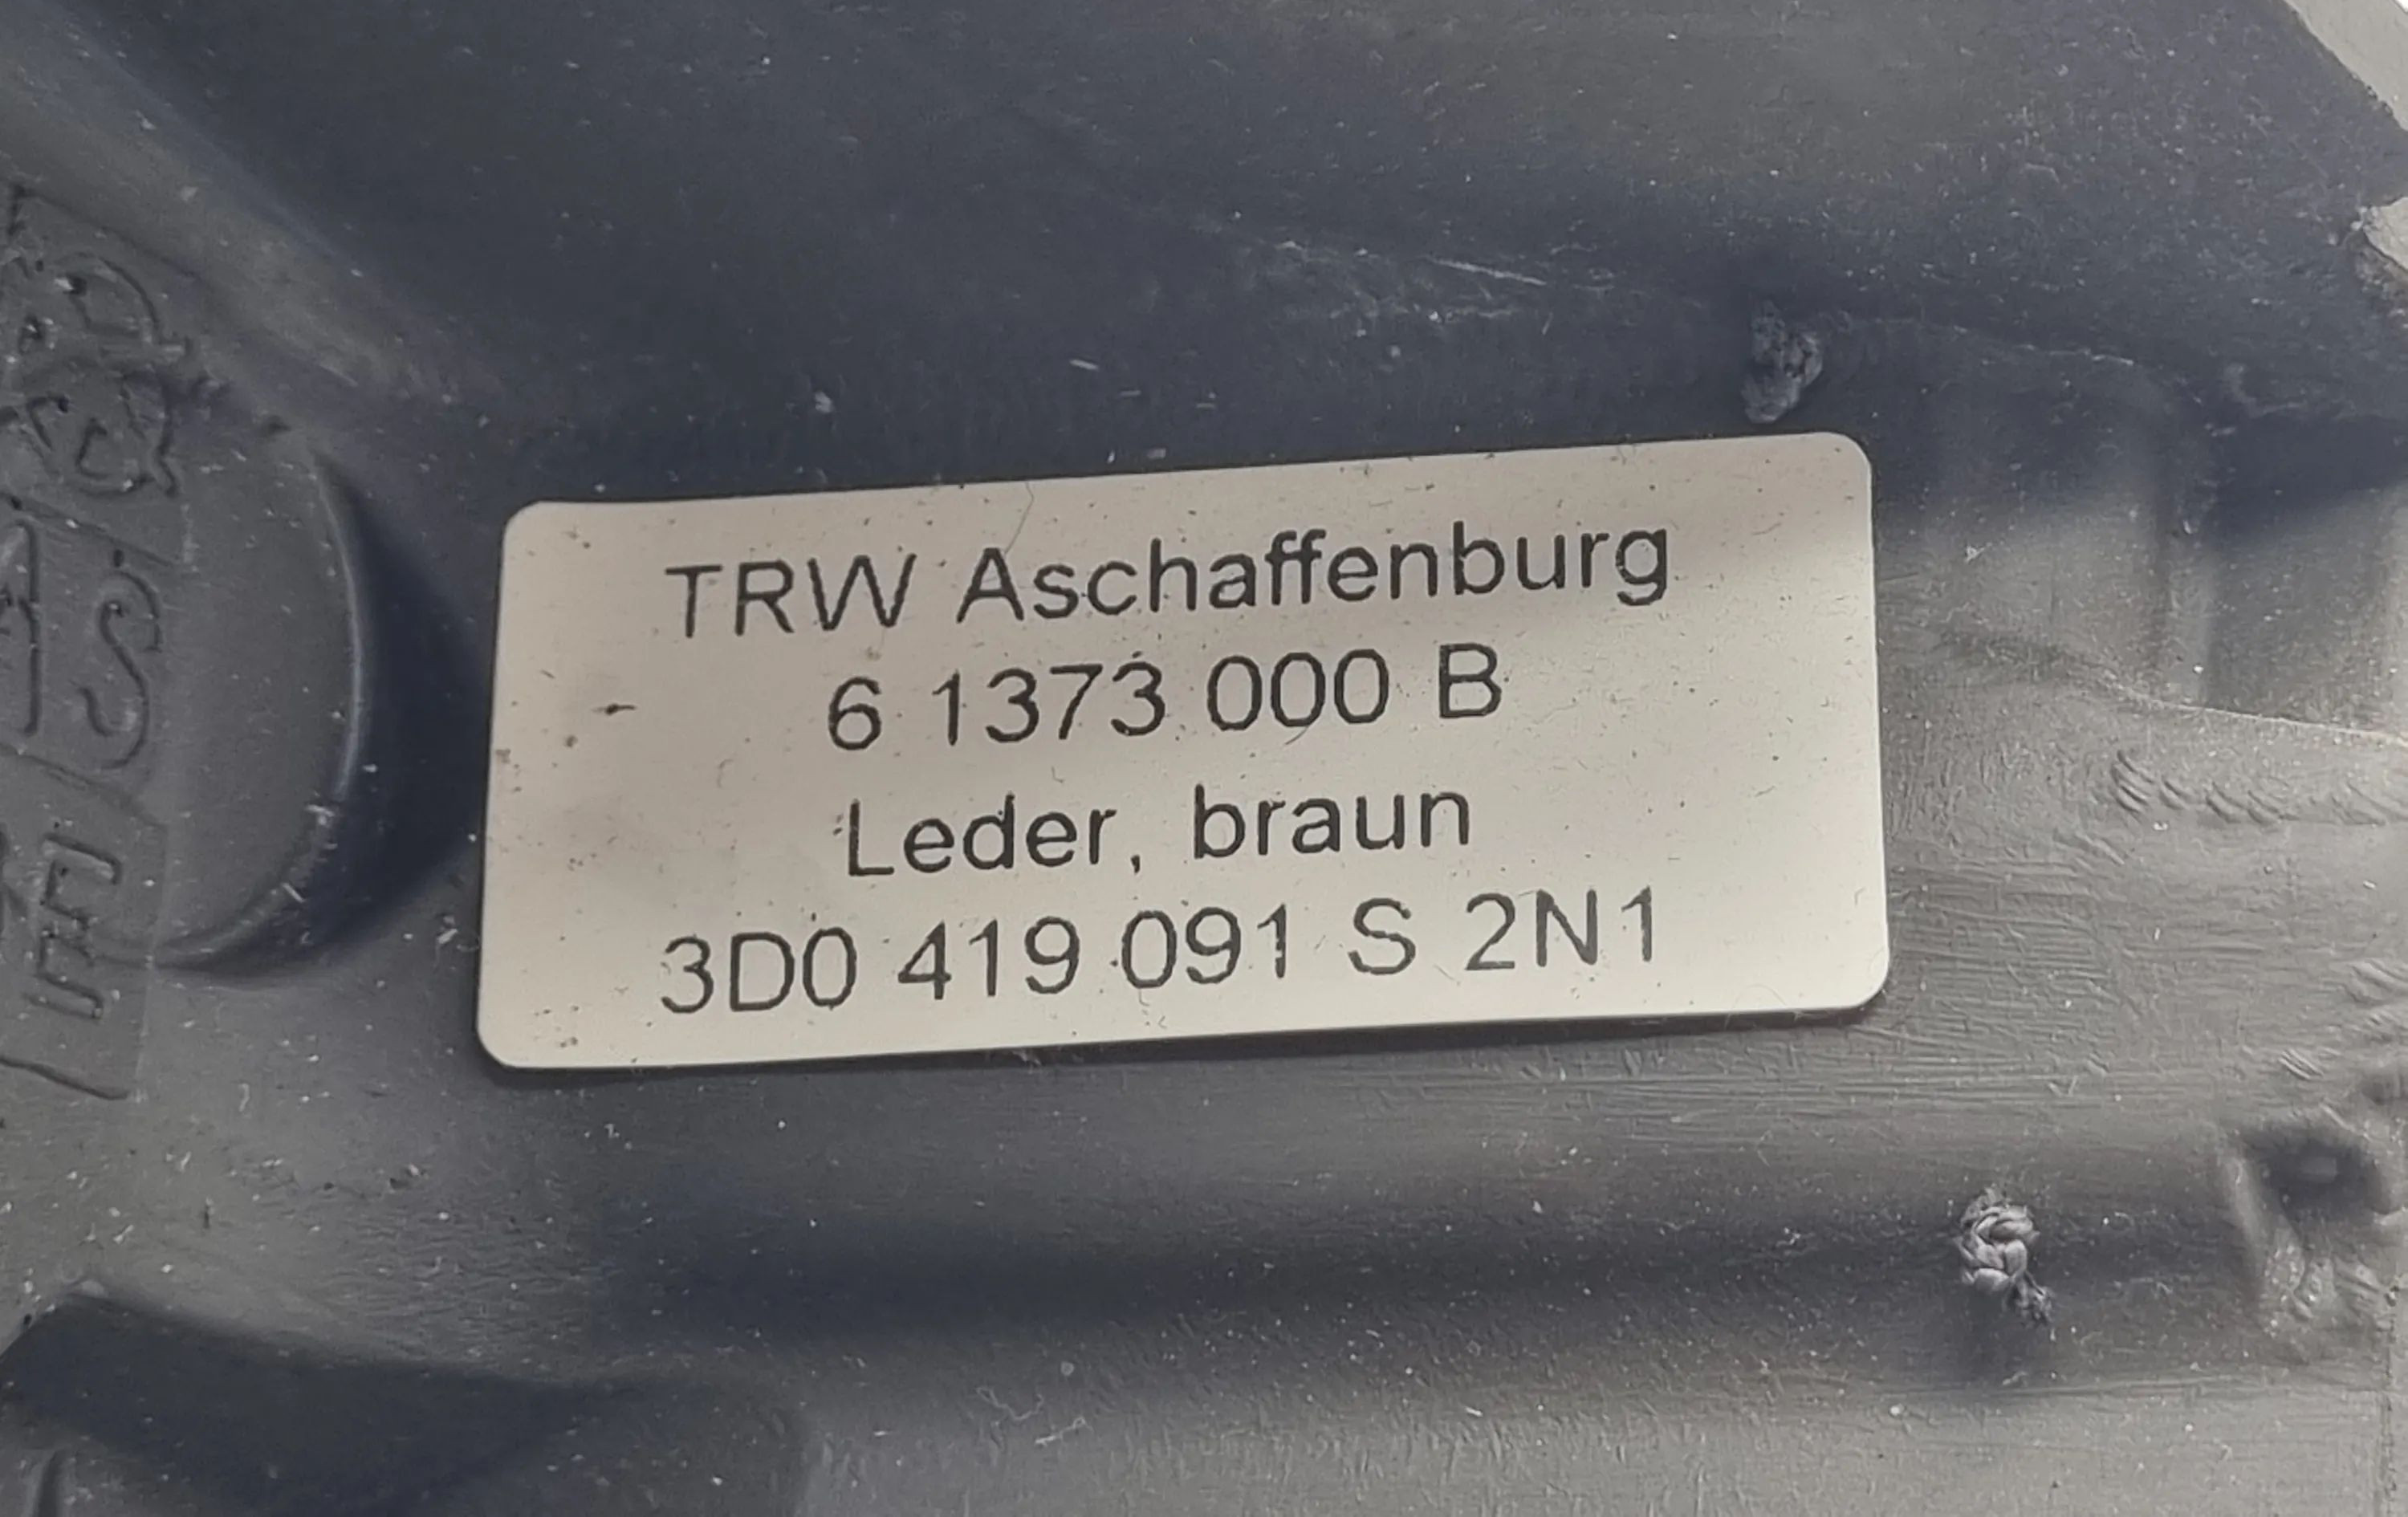 TRW Aschaffenburg
6 1373 000 B
Leder, braun
3D0 419 091 S 2N1